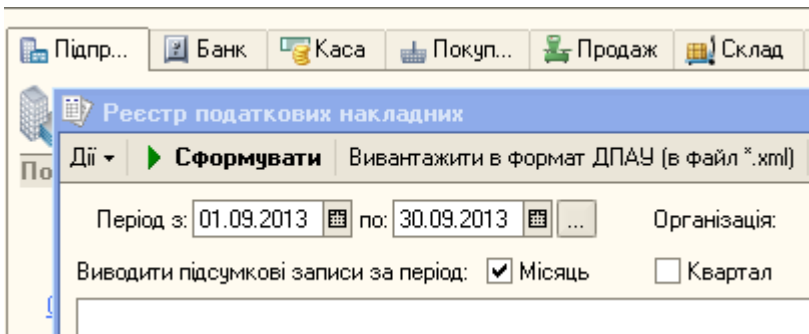 Підпр... Банк Каса Покуп... Продаж Склад
Реєстр податкових накладних
Дії Сформувати Вивантажити в формат ДПАУ (в файл *.xml)
По
Період з: 01.09.2013 по: 30.09.2013 ... Організація:
Виводити підсумкові записи за період: Місяць Квартал